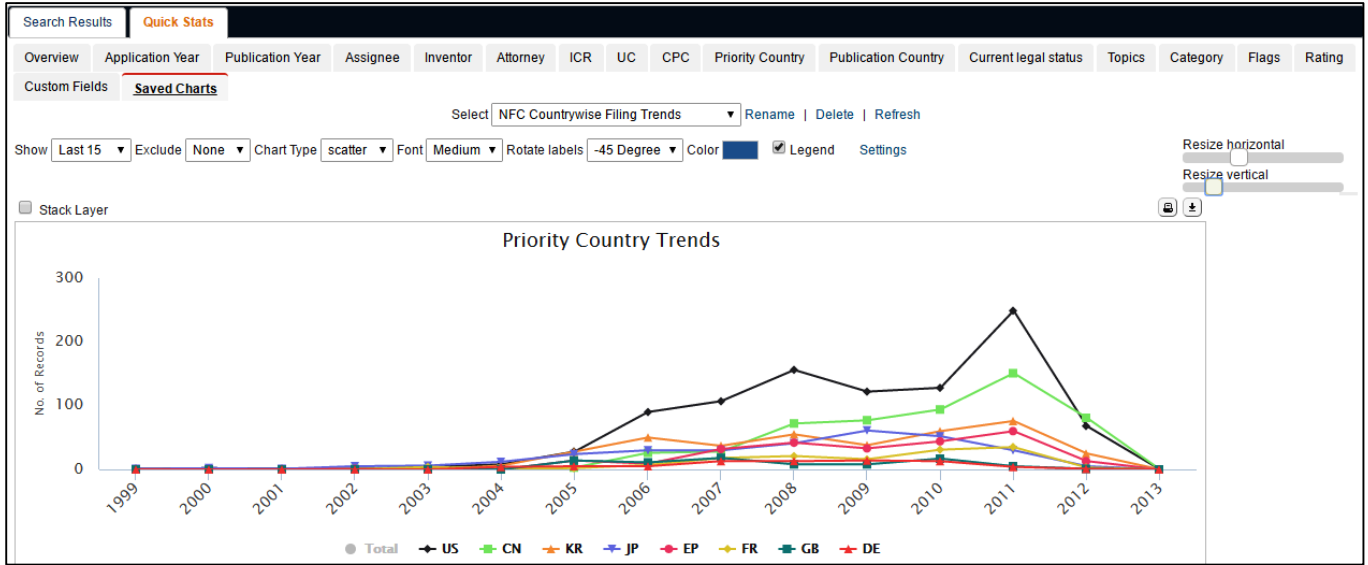 Search Results Quick Stats
Overview Application Year Publication Year Assignee Inventor Attorney ICR UC CPC Priority Country Publication Country Current legal status Topics Category Flags Rating
Custom Fields Saved Charts
Select NFC Countrywise Filing Trends Rename | Delete | Refresh
Show Last 15 Exclude None Chart Type scatter Font Medium Rotate labels -45 Degree Color Legend Settings
Resize horizontal
Resize vertical
Stack Layer
Priority Country Trends
300
200
100
0
No. of Records
1999 2000 2001 2002 2003 2004 2005 2006 2007 2008 2009 2010 2011 2012 2013
Total US CN KR JP EP FR GB DE